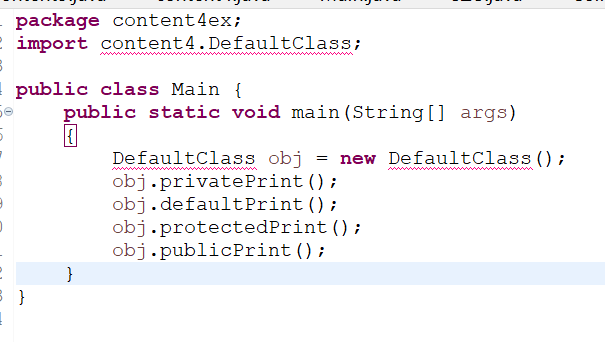 package content4ex;
import content4.DefaultClass;
public class Main {
public static void main(String[] args)
{
DefaultClass obj = new DefaultClass();
obj.privatePrint();
obj.defaultPrint();
obj.protectedPrint();
obj.publicPrint();
}
}